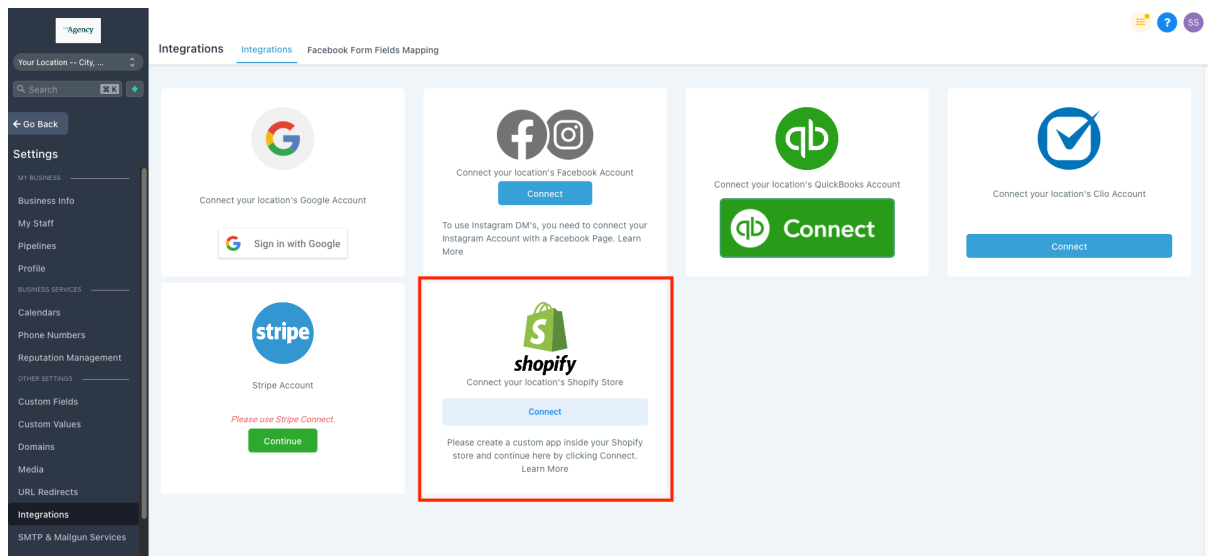 The Agency
Your Location -- City, ...
Search ⌘ K
Go Back
Settings
MY BUSINESS
Business Info
My Staff
Pipelines
Profile
BUSINESS SERVICES
Calendars
Phone Numbers
Reputation Management
OTHER SETTINGS
Custom Fields
Custom Values
Domains
Media
URL Redirects
Integrations
SMTP & Mailgun Services
? SS
Integrations Integrations Facebook Form Fields Mapping
G
Connect your location's Google Account
G Sign in with Google
f
Connect your location's Facebook Account
Connect
To use Instagram DM's, you need to connect your
Instagram Account with a Facebook Page. Learn
More
qb
Connect your location's QuickBooks Account
qb Connect
Connect your location's Clio Account
Connect
stripe
Stripe Account
Please use Stripe Connect.
Continue
S
shopify
Connect your location's Shopify Store
Connect
Please create a custom app inside your Shopify
store and continue here by clicking Connect.
Learn More